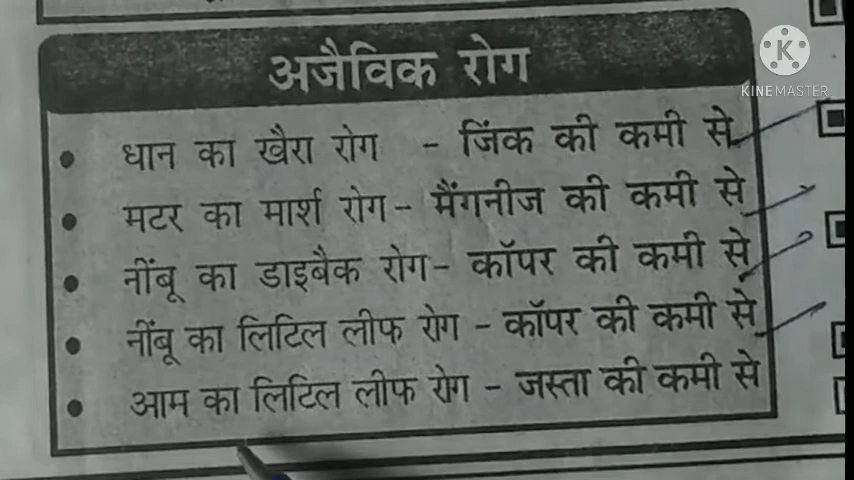 अजैविक रोग
K
KINEMASTER
• धान का खैरा रोग - जिंक की कमी से
• मटर का मार्श रोग - मैंगनीज की कमी से
• नींबू का डाइबैक रोग - कॉपर की कमी से
• नींबू का लिटिल लीफ रोग - कॉपर की कमी से
• आम का लिटिल लीफ रोग - जस्ता की कमी से